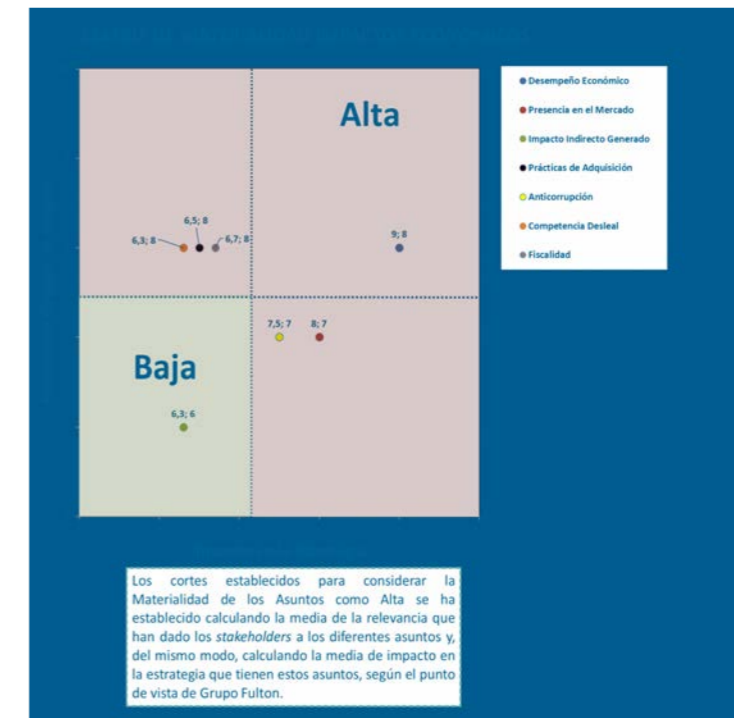 Alta
Desempeño Económico
Presencia en el Mercado
Impacto Indirecto Generado
Prácticas de Adquisición
Anticorrupción
Competencia Desleal
Fiscalidad
6,5; 8
6,3; 8
6,7; 8
9; 8
7,5; 7
8; 7
Baja
6,3; 6
Los cortes establecidos para considerar la
Materialidad de los Asuntos como Alta se ha
establecido calculando la media de la relevancia que
han dado los stakeholders a los diferentes asuntos y,
del mismo modo, calculando la media de impacto en
la estrategia que tienen estos asuntos, según el punto
de vista de Grupo Fulton.